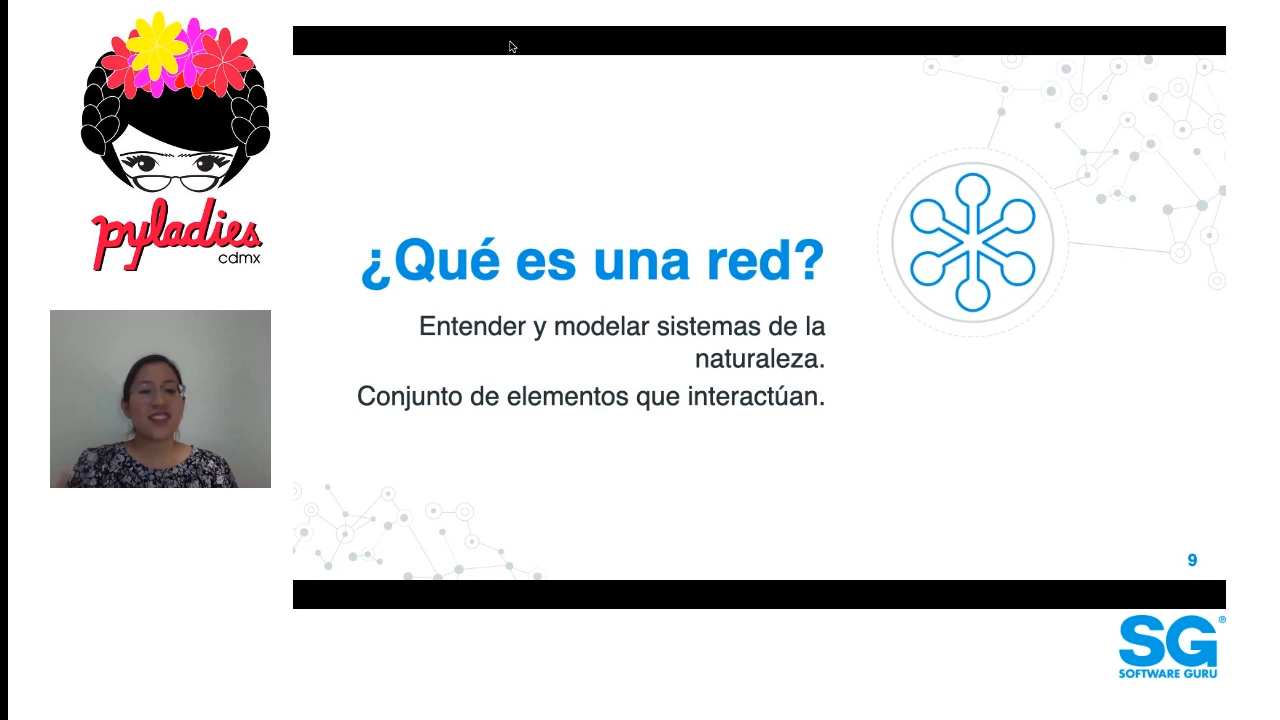 pyladies
cdmx
¿Qué es una red?
Entender y modelar sistemas de la
naturaleza.
Conjunto de elementos que interactúan.
9
SG®
SOFTWARE GURU